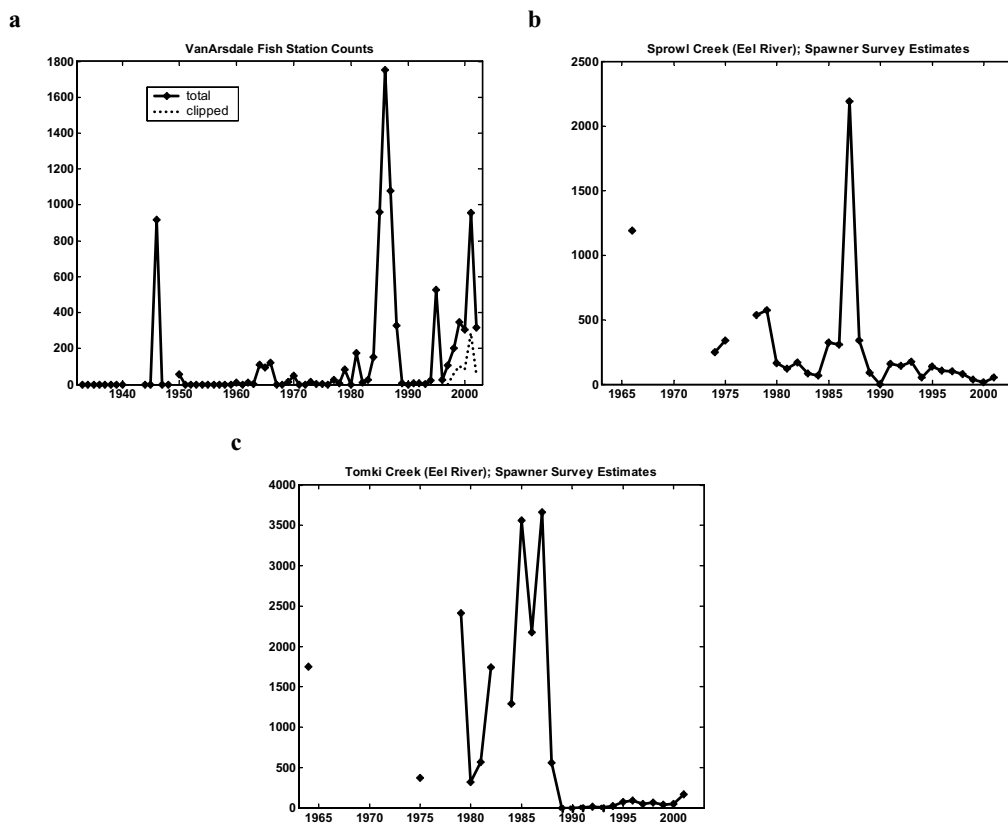 a
VanArsdale Fish Station Counts
1800
1600
1400
1200
1000
800
600
400
200
0
total
clipped
1940 1950 1960 1970 1980 1990 2000
b
Sprowl Creek (Eel River); Spawner Survey Estimates
2500
2000
1500
1000
500
0
1965 1970 1975 1980 1985 1990 1995 2000
c
Tomki Creek (Eel River); Spawner Survey Estimates
4000
3500
3000
2500
2000
1500
1000
500
0
1965 1970 1975 1980 1985 1990 1995 2000